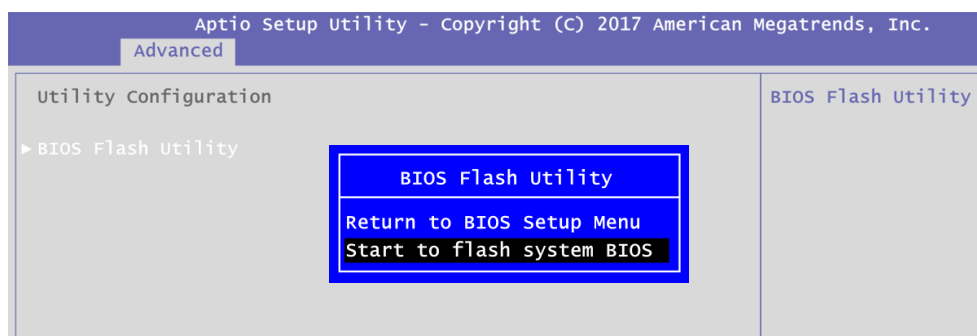 Aptio Setup Utility - Copyright (C) 2017 American Megatrends, Inc.
Advanced
Utility Configuration
BIOS Flash Utility
►BIOS Flash Utility
BIOS Flash Utility
Return to BIOS Setup Menu
Start to flash system BIOS